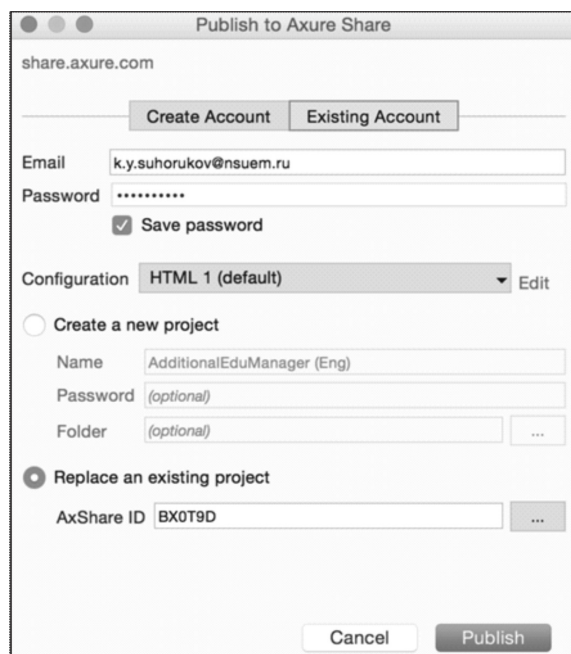 Publish to Axure Share
share.axure.com
Create Account Existing Account
Email k.y.suhorukov@nsuem.ru
Password ••••••••••
Save password
Configuration HTML 1 (default) Edit
Create a new project
Name AdditionalEduManager (Eng)
Password (optional)
Folder (optional) ...
Replace an existing project
AxShare ID BX0T9D ...
Cancel Publish